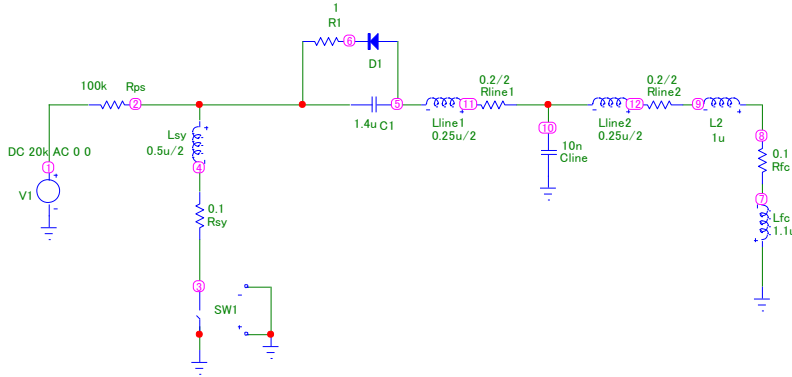 1
R1
6
D1
100k
Rps
2
1.4u
C1
5
11
0.2/2
Rline1
Lline1
0.25u/2
0.2/2
Rline2
12
9
Lline2
0.25u/2
L2
1u
Lsy
0.5u/2
4
10
10n
Cline
8
0.1
Rfc
DC 20k AC 0 0
1
V1
0.1
Rsy
7
Lfc
1.1u
3
SW1